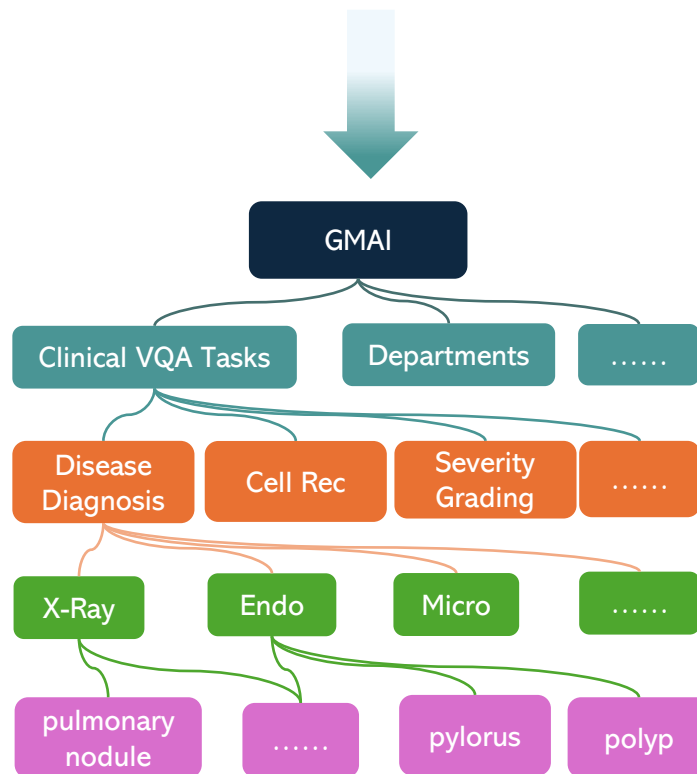 GMAI
Clinical VQA Tasks
Departments
......
Disease
Diagnosis
Cell Rec
Severity
Grading
......
X-Ray
Endo
Micro
......
pulmonary
nodule
......
pylorus
polyp